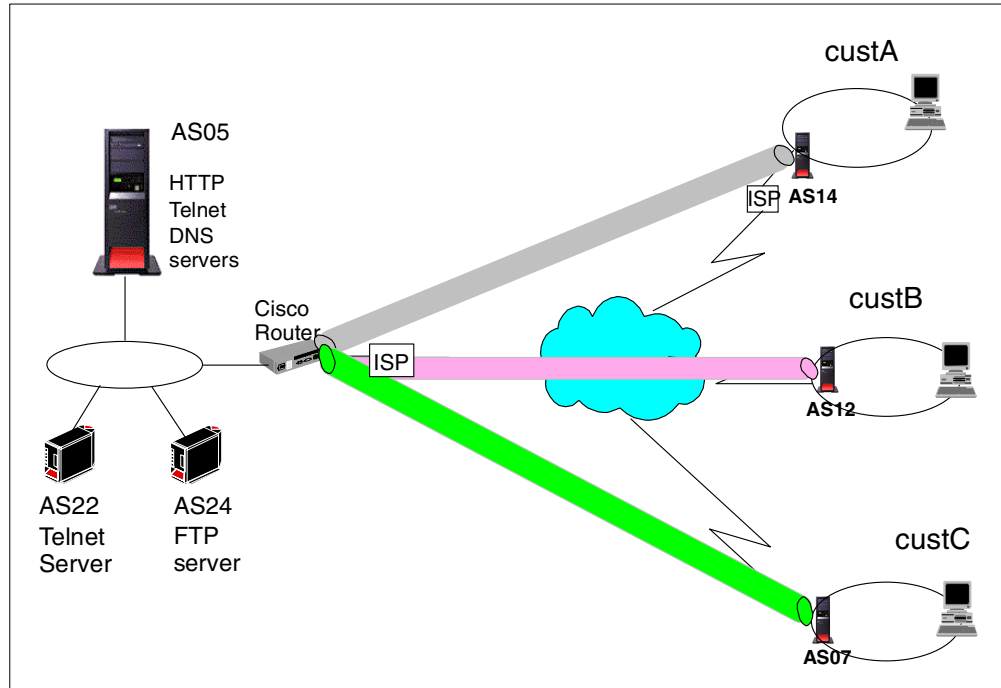 custA
AS05
HTTP
Telnet
DNS
servers
ISP
AS14
Cisco
Router
custB
ISP
AS12
AS22
Telnet
Server
AS24
FTP
server
custC
AS07